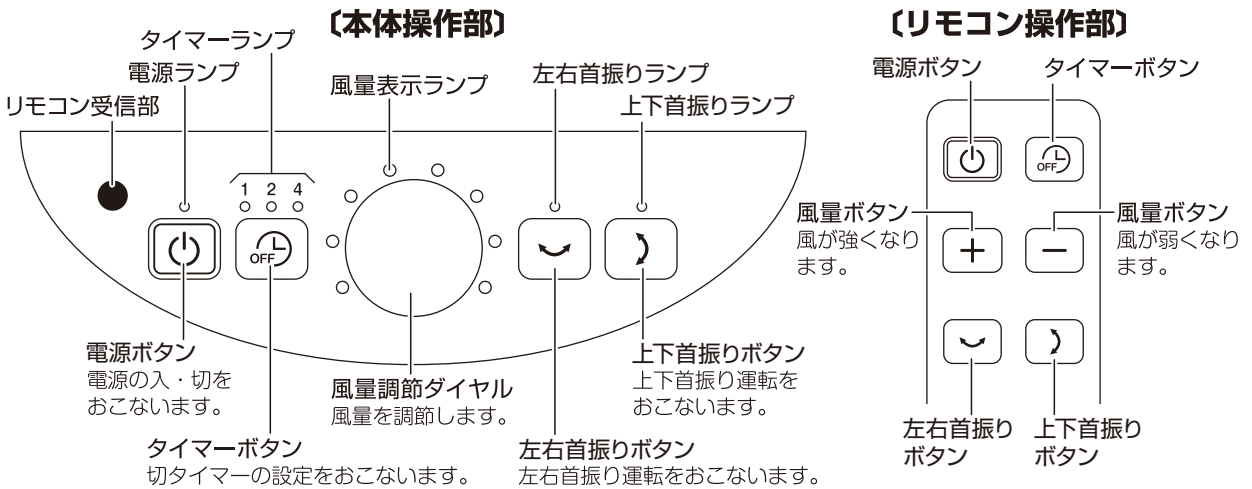 〔本体操作部〕
タイマーランプ
電源ランプ
リモコン受信部
風量表示ランプ
左右首振りランプ
上下首振りランプ
1 2 4
OFF
電源ボタン
電源の入・切を
おこないます。
タイマーボタン
切タイマーの設定をおこないます。
風量調節ダイヤル
風量を調節します。
左右首振りボタン
左右首振り運転をおこないます。
上下首振りボタン
上下首振り運転を
おこないます。
〔リモコン操作部〕
電源ボタン
タイマーボタン
OFF
風量ボタン
風が強くなり
ます。
+
−
風量ボタン
風が弱くなり
ます。
左右首振り
ボタン
上下首振り
ボタン